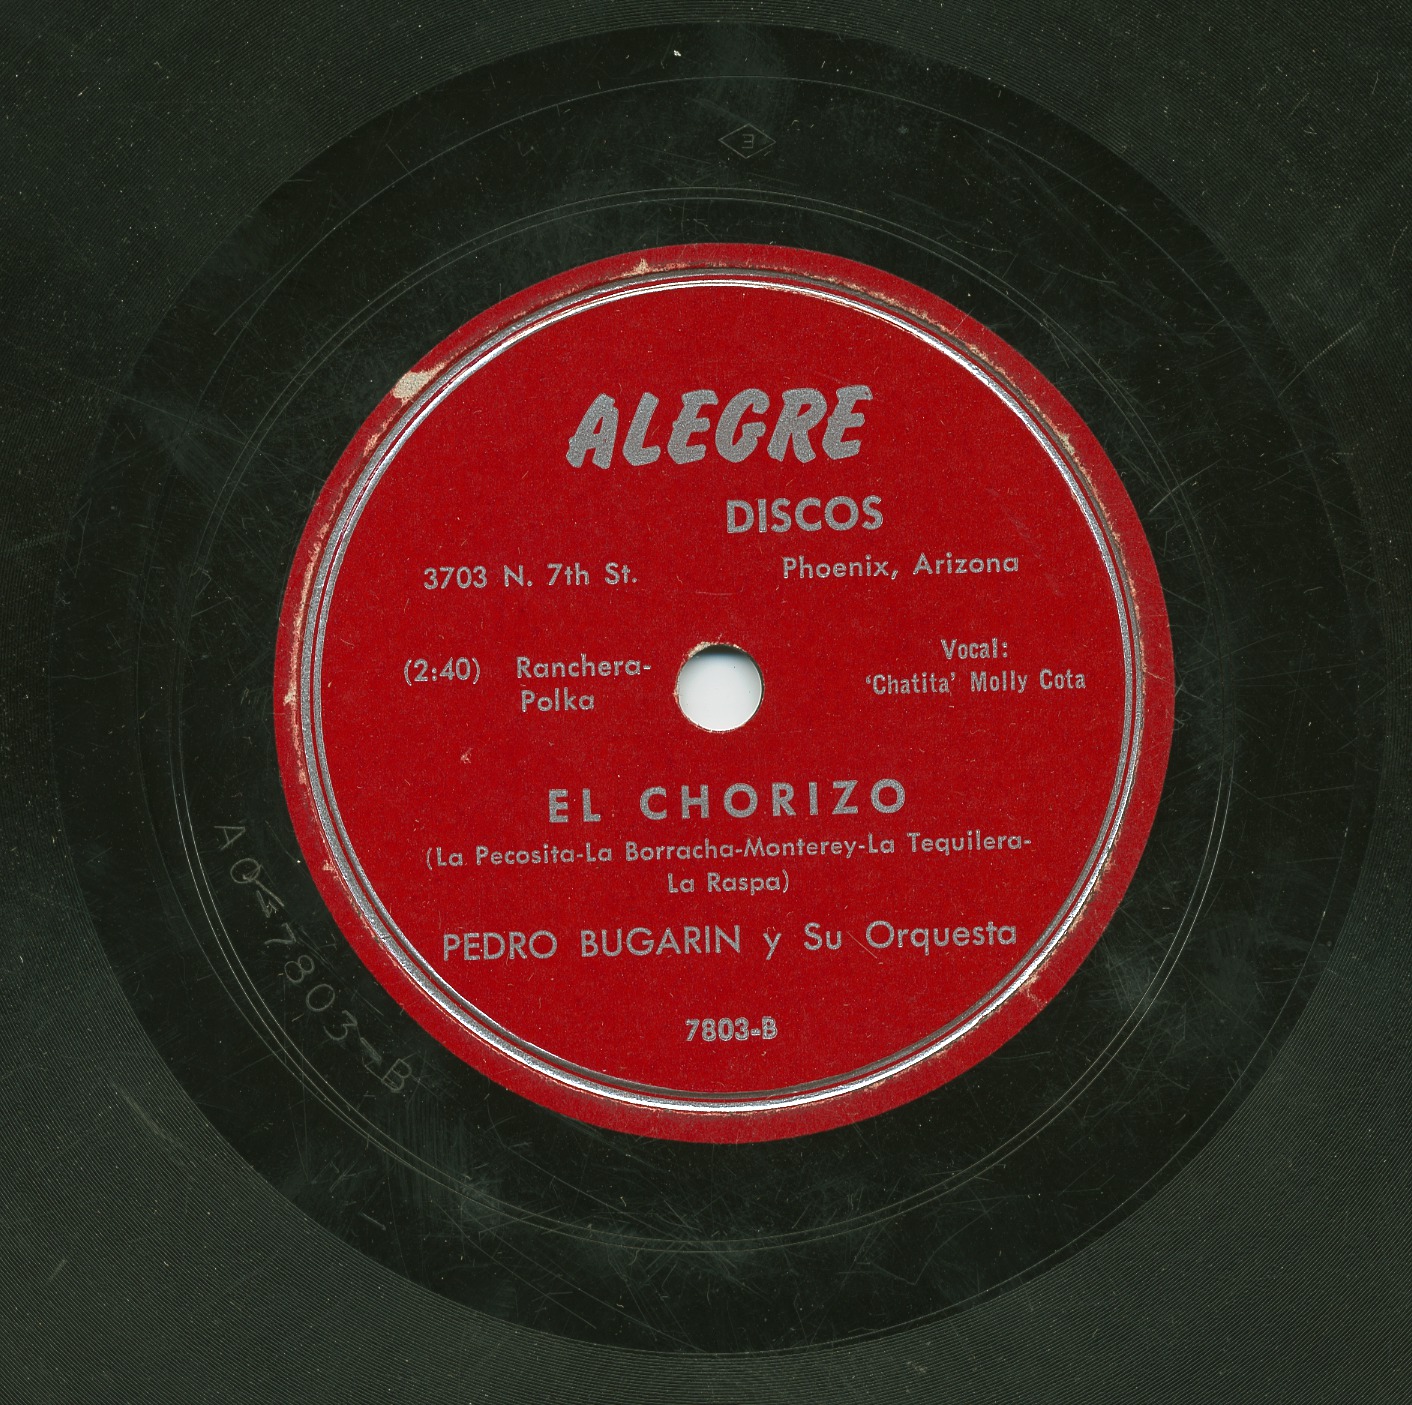 ALEGRE
DISCOS
3703 N. 7th St. Phoenix, Arizona
(2:40) Ranchera-
Polka
Vocal:
'Chatita' Molly Cota
EL CHORIZO
(La Pecosita-La Borracha-Monterey-La Tequilera-
La Raspa)
PEDRO BUGARIN y Su Orquesta
7803-B
E